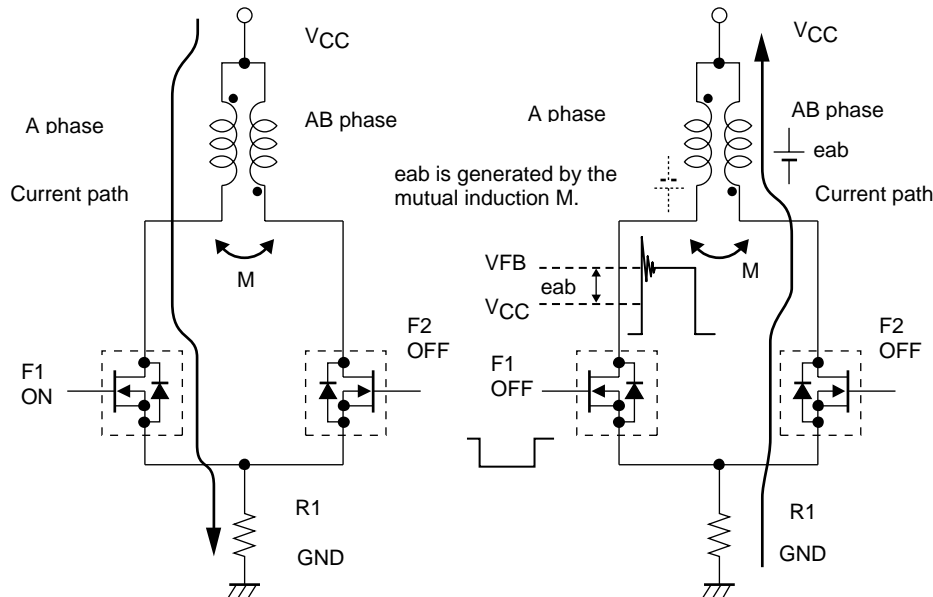 VCC
A phase
AB phase
Current path
M
F1
ON
F2
OFF
R1
GND
VCC
A phase
AB phase
eab
eab is generated by the
mutual induction M.
Current path
VFB
eab
VCC
M
F1
OFF
F2
OFF
R1
GND